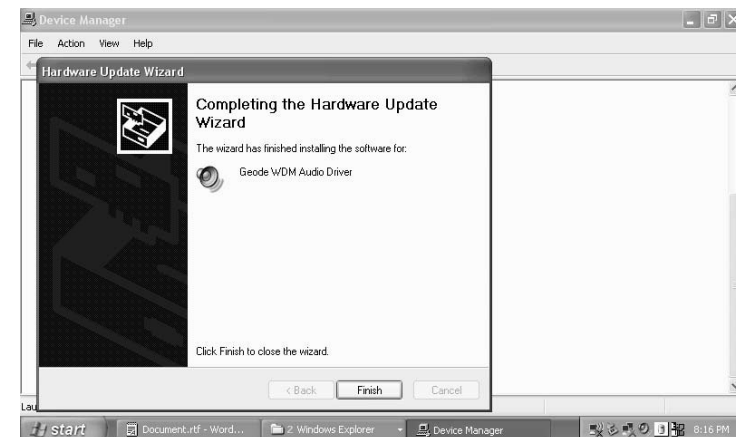 Device Manager
File Action View Help
Hardware Update Wizard
Completing the Hardware Update
Wizard
The wizard has finished installing the software for:
Geode WDM Audio Driver
Click Finish to close the wizard.
< Back Finish Cancel
Lau
start Document.rtf - Word... 2 Windows Explorer Device Manager 8:16 PM